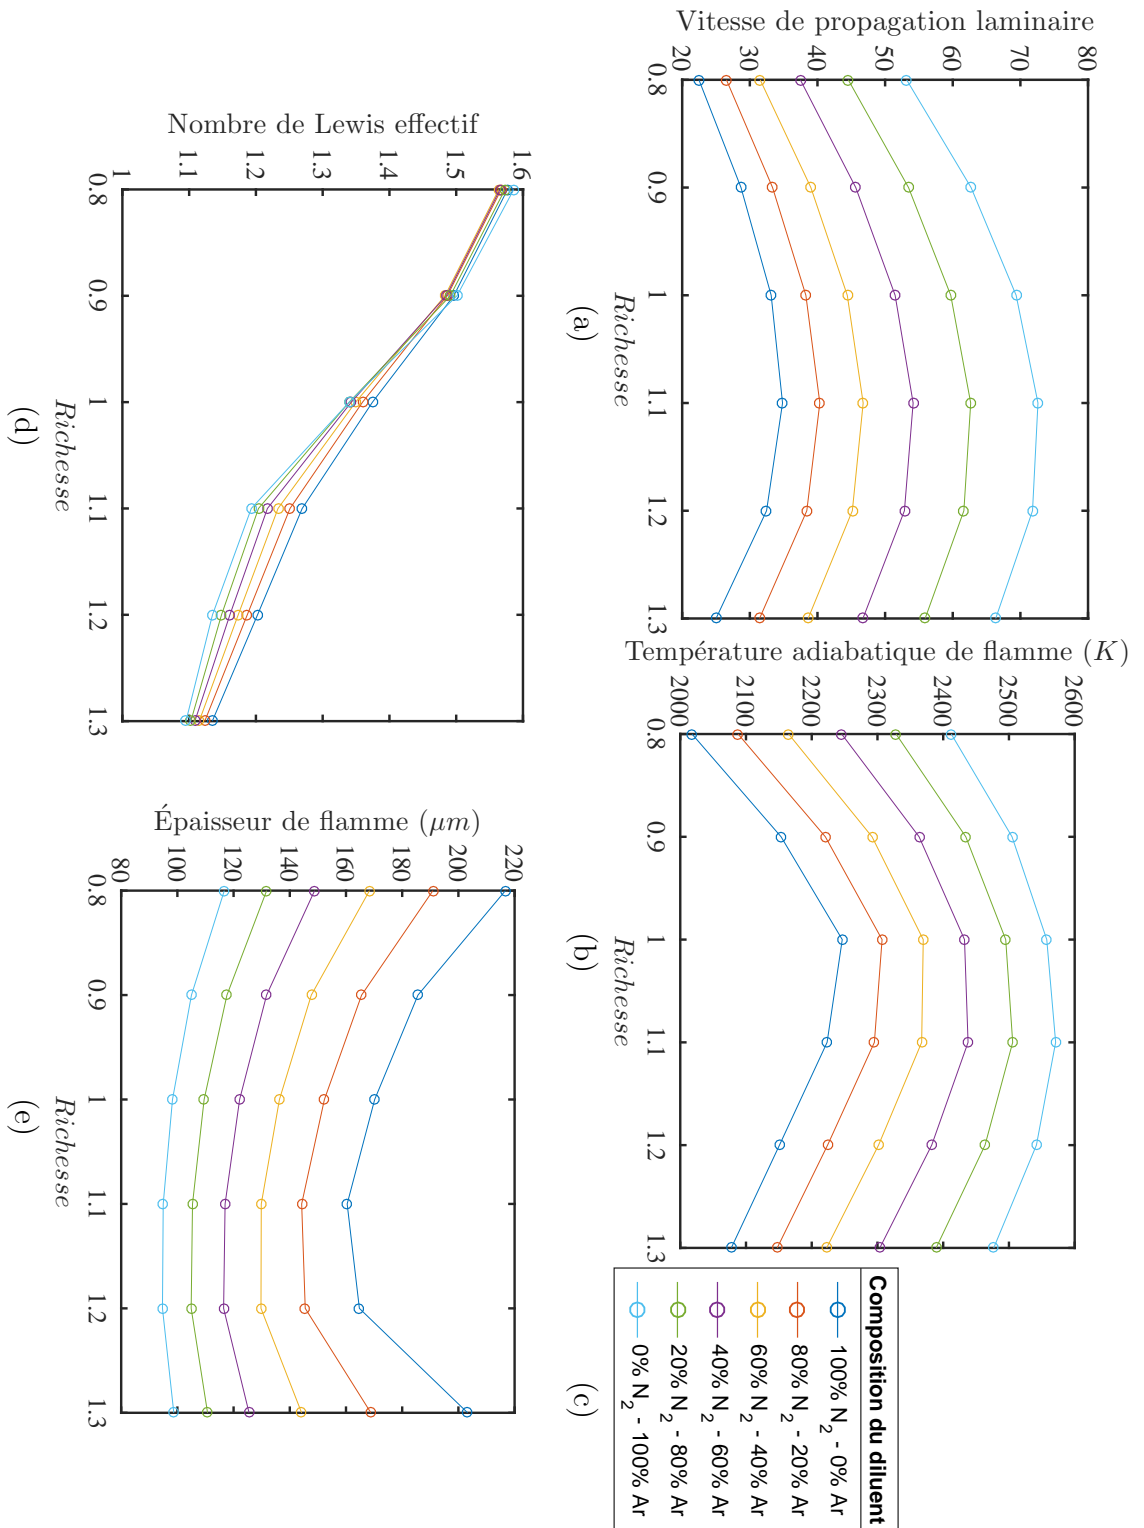 Vitesse de propagation laminaire
20 30 40 50 60 70 80
0.8 0.9 1 1.1 1.2 1.3
Richesse
(a)
Température adiabatique de flamme (K)
2000 2100 2200 2300 2400 2500 2600
0.8 0.9 1 1.1 1.2 1.3
Richesse
(b)
Composition du diluent
100% N2 - 0% Ar
80% N2 - 20% Ar
60% N2 - 40% Ar
40% N2 - 60% Ar
20% N2 - 80% Ar
0% N2 - 100% Ar
(c)
Nombre de Lewis effectif
1 1.1 1.2 1.3 1.4 1.5 1.6
0.8 0.9 1 1.1 1.2 1.3
Richesse
(d)
Épaisseur de flamme (μm)
80 100 120 140 160 180 200 220
0.8 0.9 1 1.1 1.2 1.3
Richesse
(e)